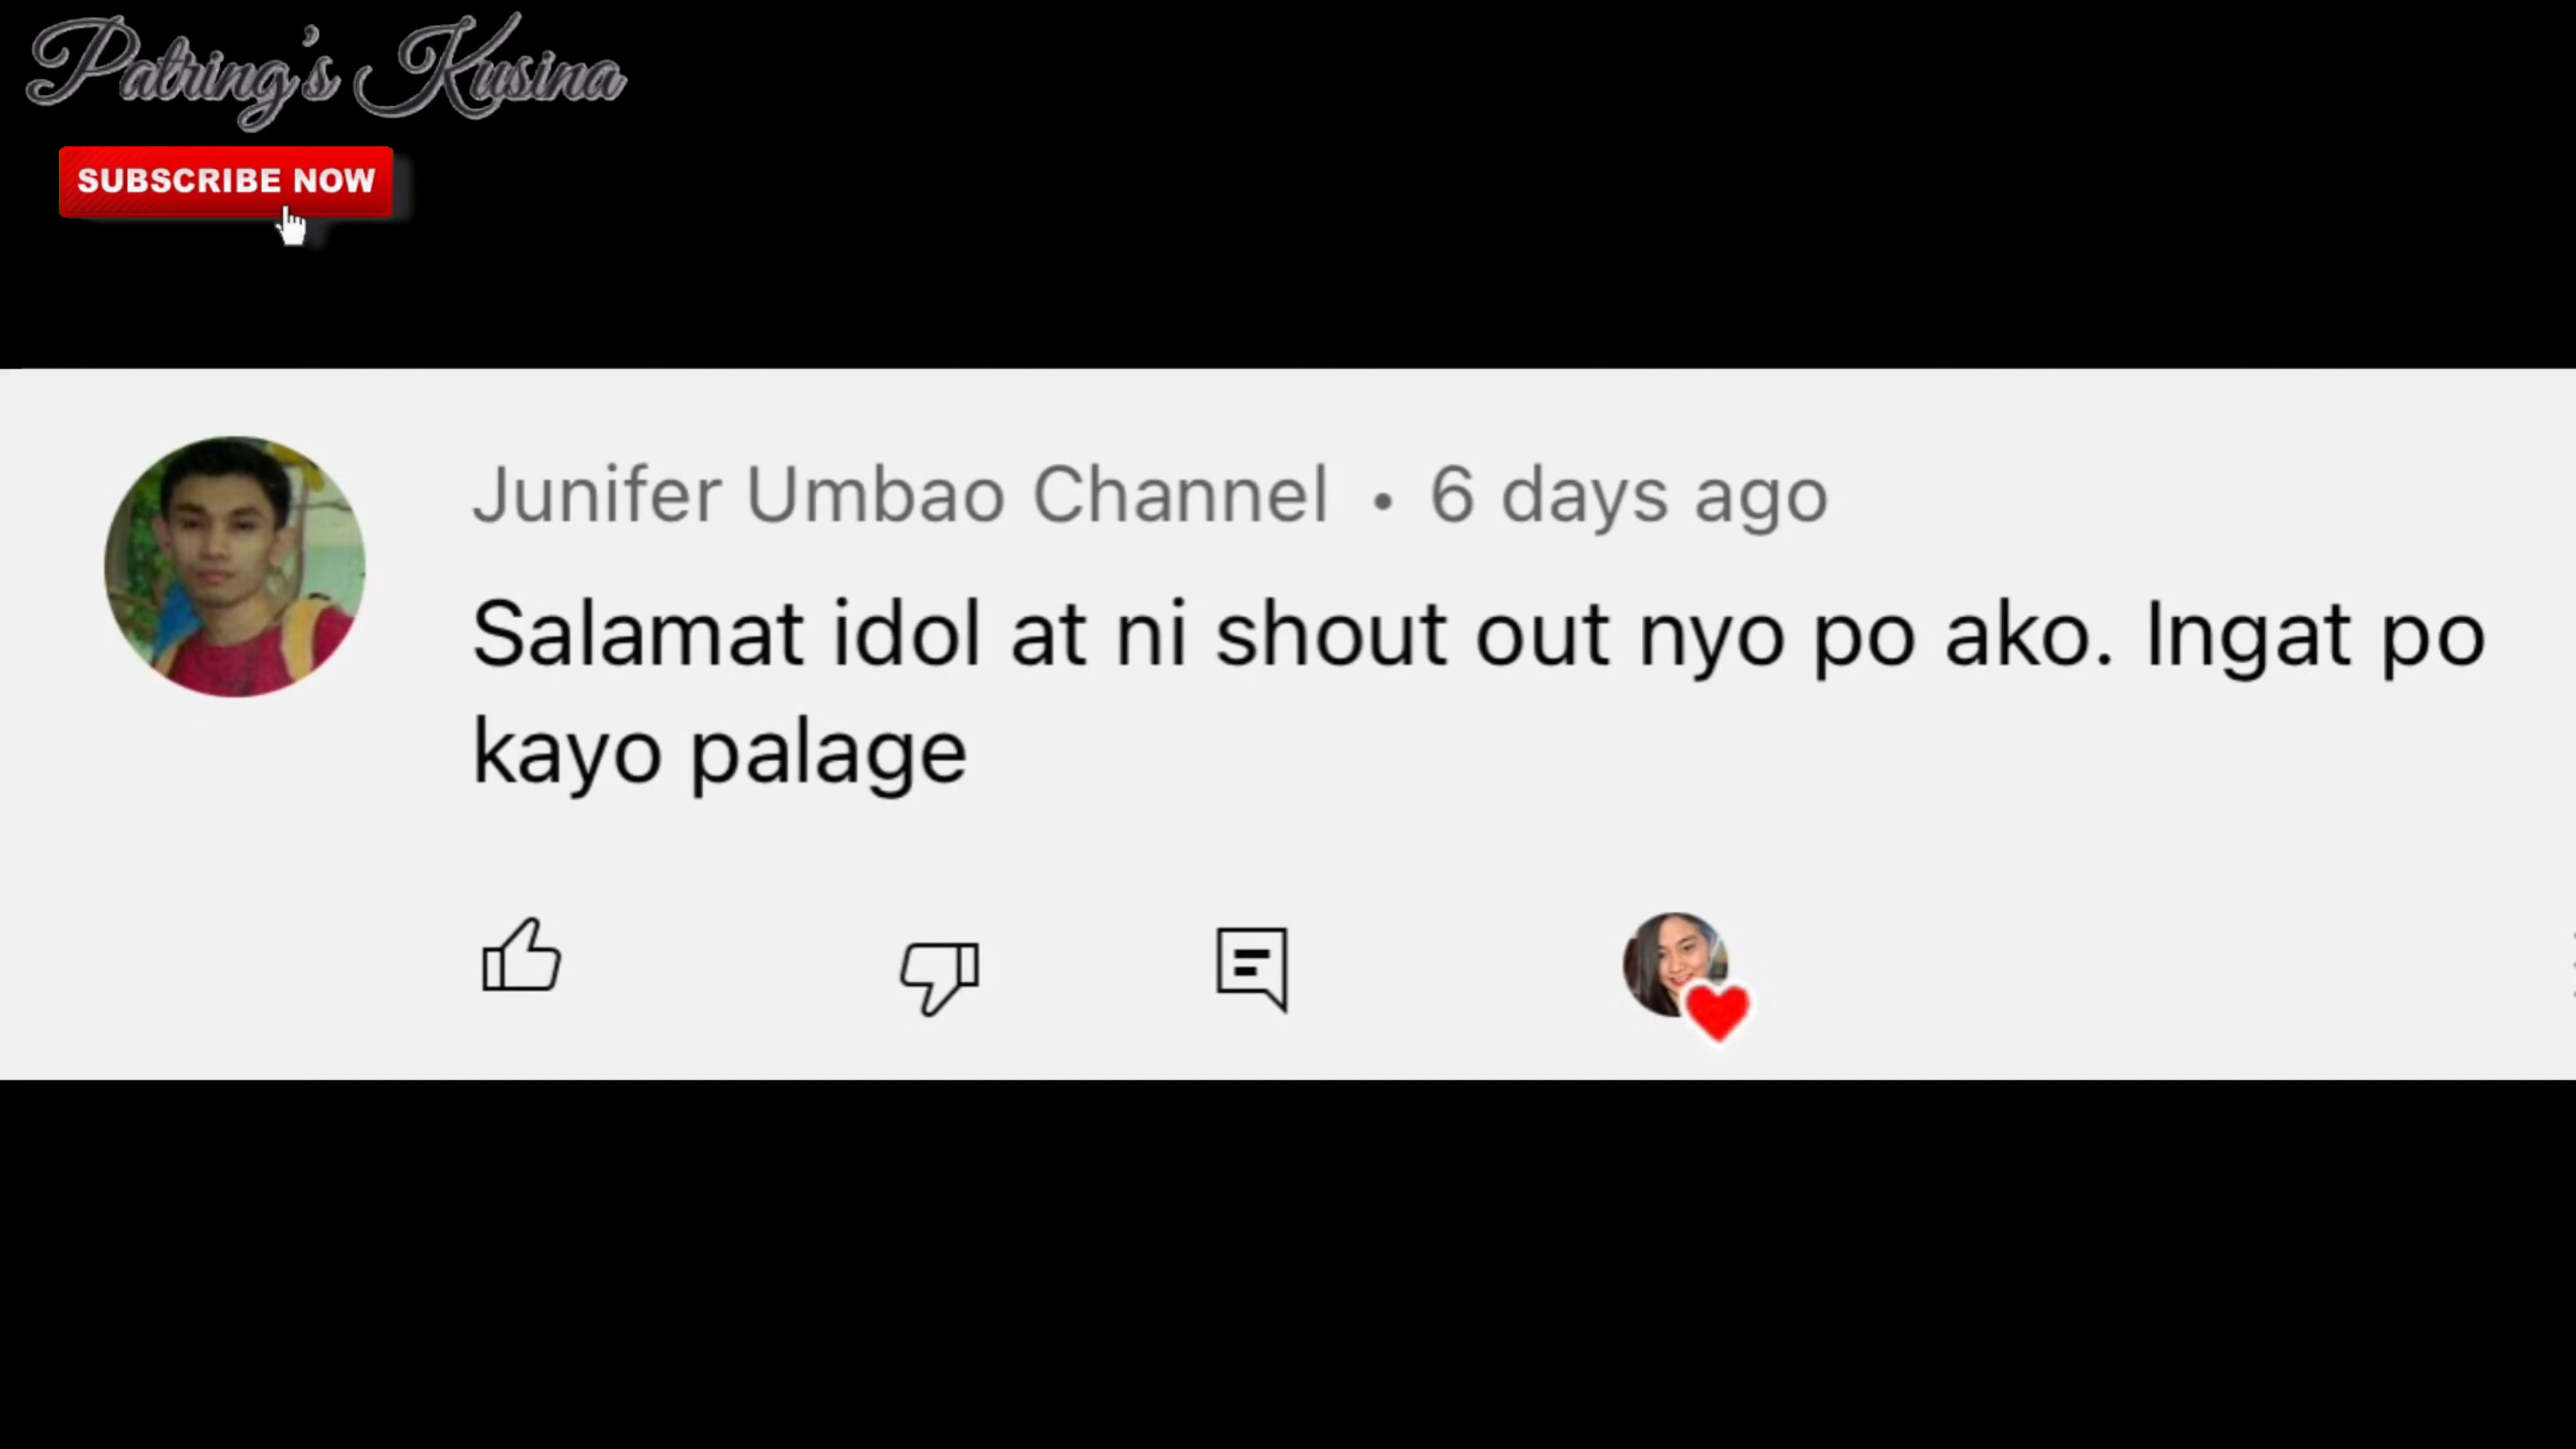 Patring's Kusina
SUBSCRIBE NOW
Junifer Umbao Channel • 6 days ago
Salamat idol at ni shout out nyo po ako. Ingat po
kayo palage